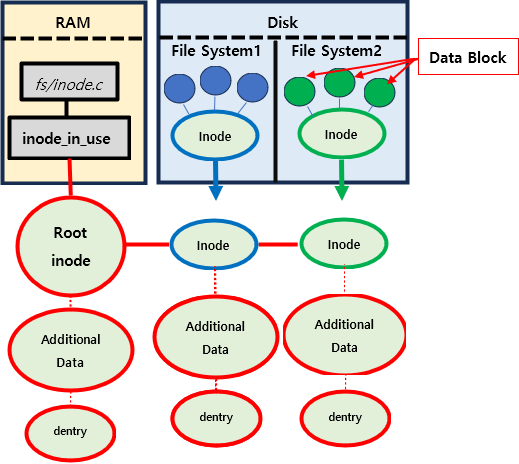 RAM
Disk
File System1
File System2
Data Block
fs/inode.c
inode_in_use
Inode
Inode
Root
inode
Inode
Inode
Additional
Data
Additional
Data
Additional
Data
dentry
dentry
dentry